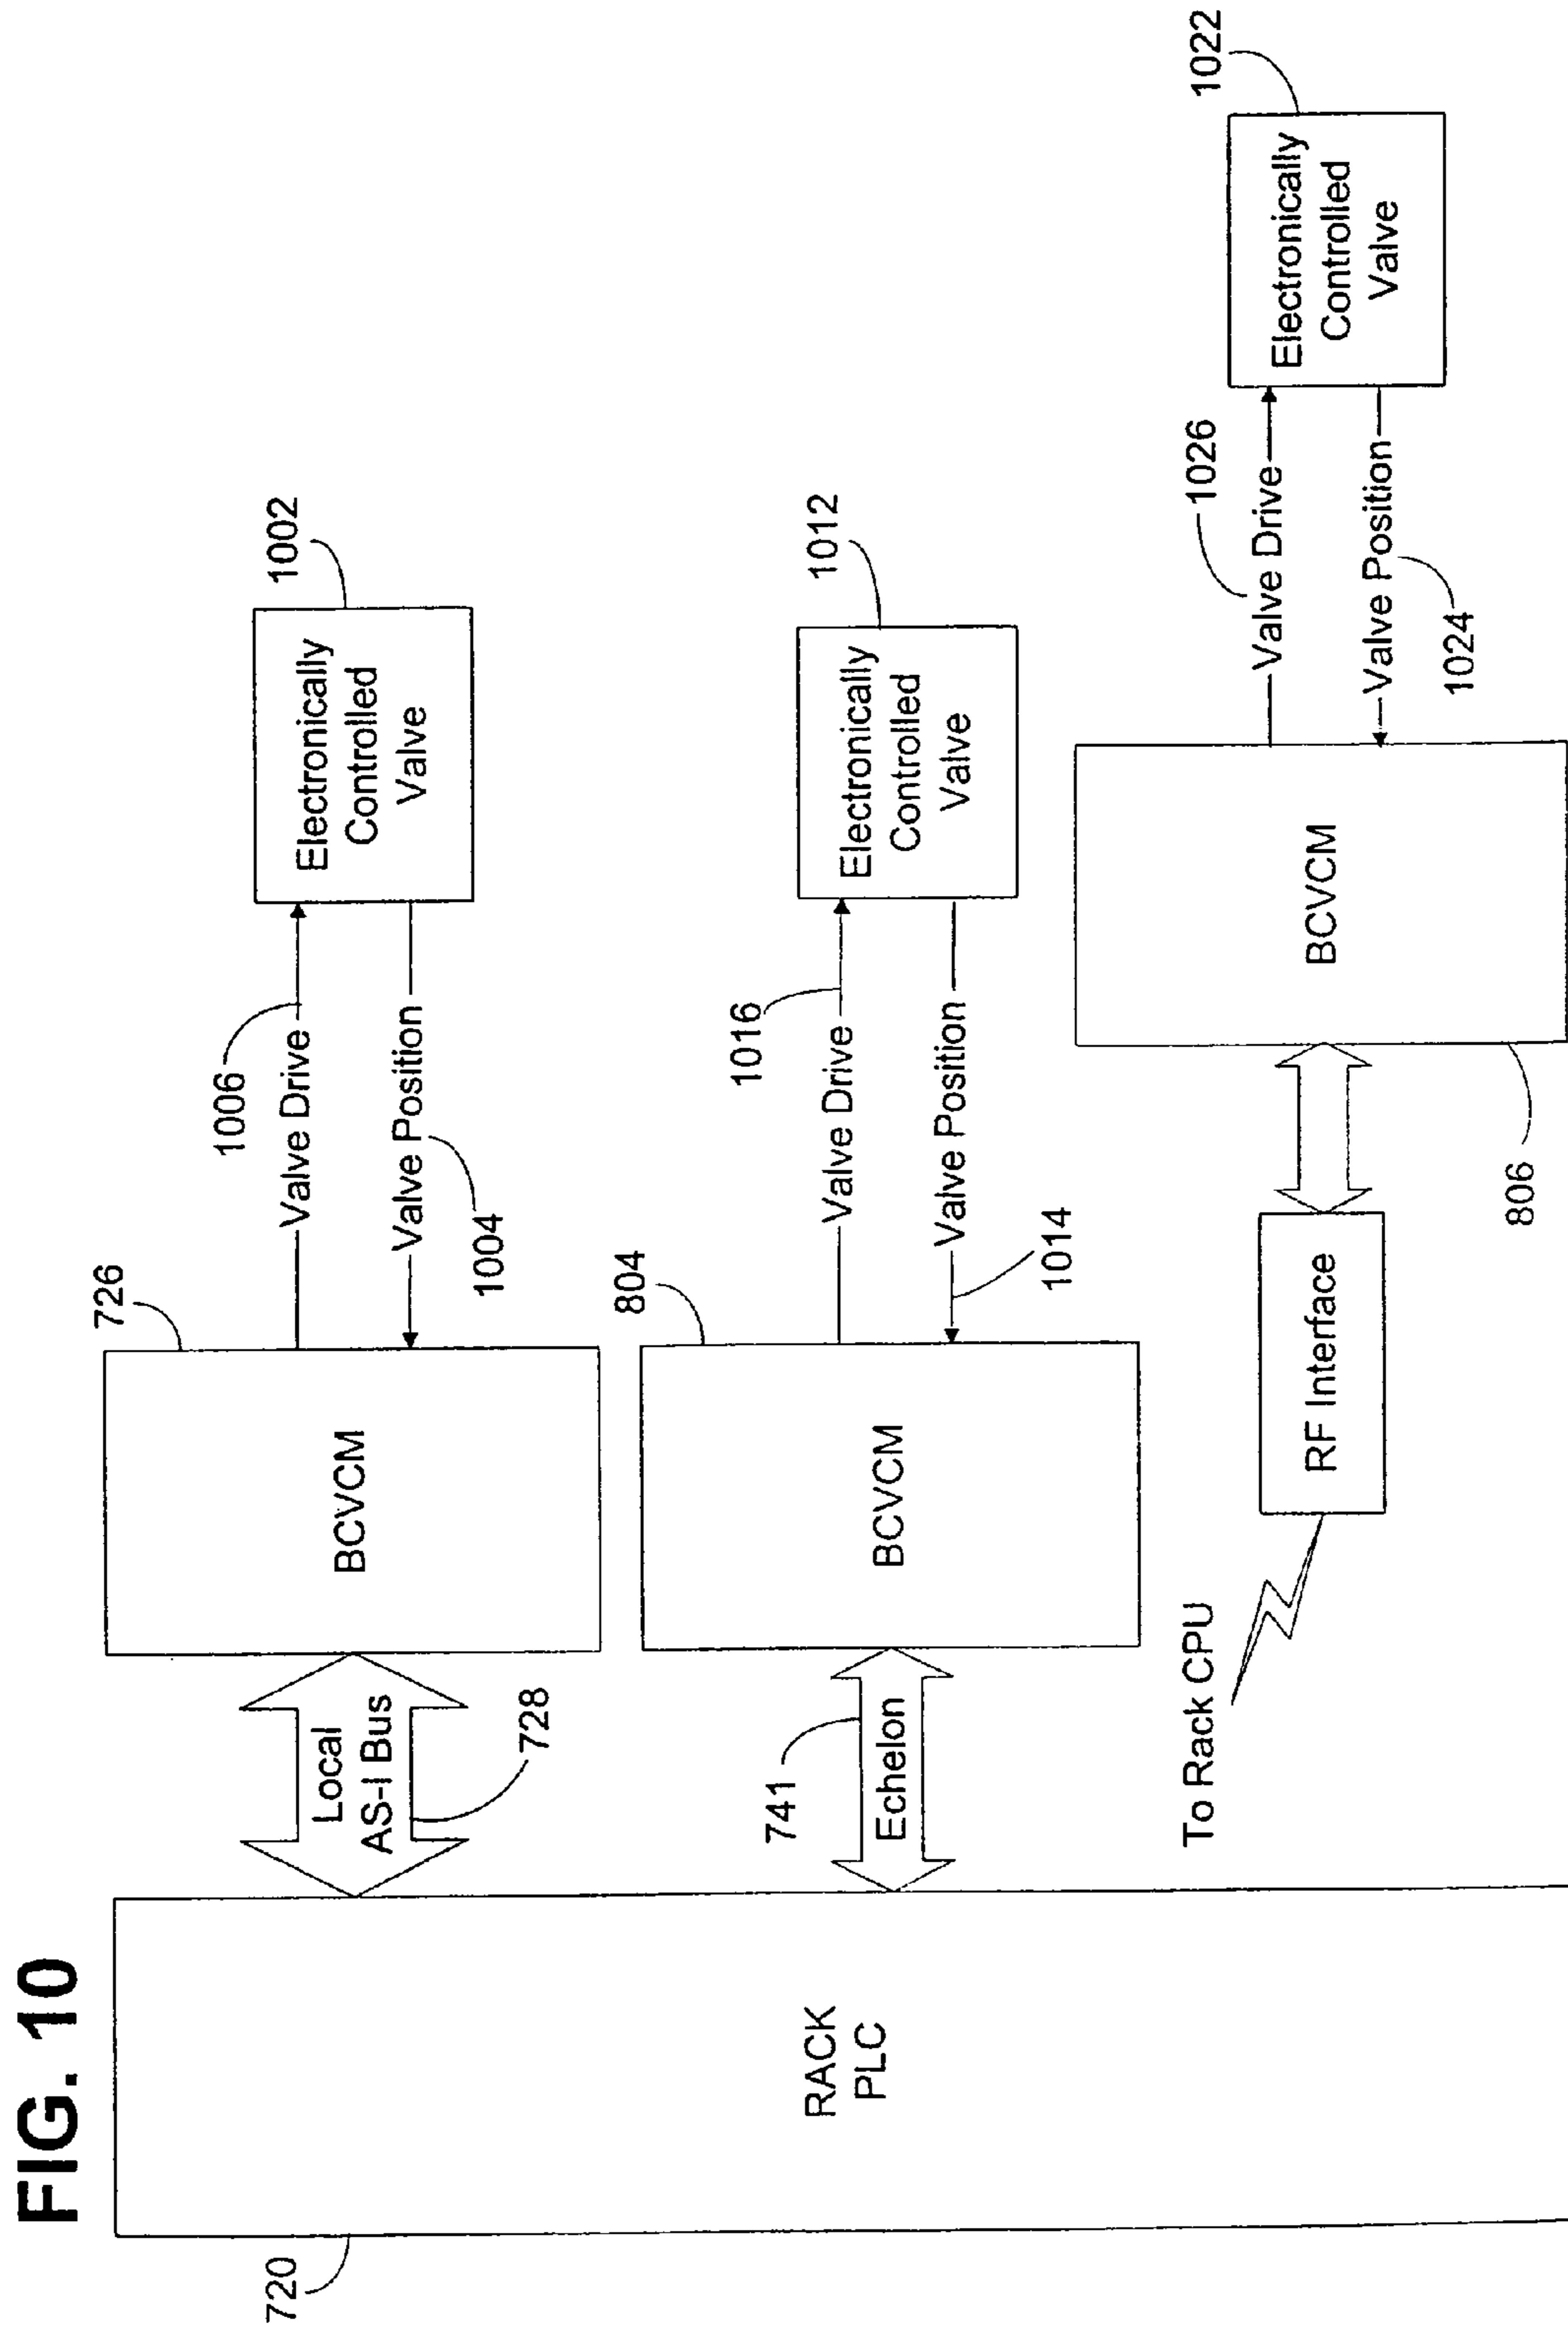 FIG. 10
720
RACK
PLC
Local
AS-I Bus
728
726
BCVCM
1006
Valve Drive
Valve Position
1004
1002
Electronically
Controlled
Valve
741
Echelon
804
BCVCM
1016
Valve Drive
Valve Position
1014
1012
Electronically
Controlled
Valve
To Rack CPU
RF Interface
806
BCVCM
1026
Valve Drive
Valve Position
1024
1022
Electronically
Controlled
Valve